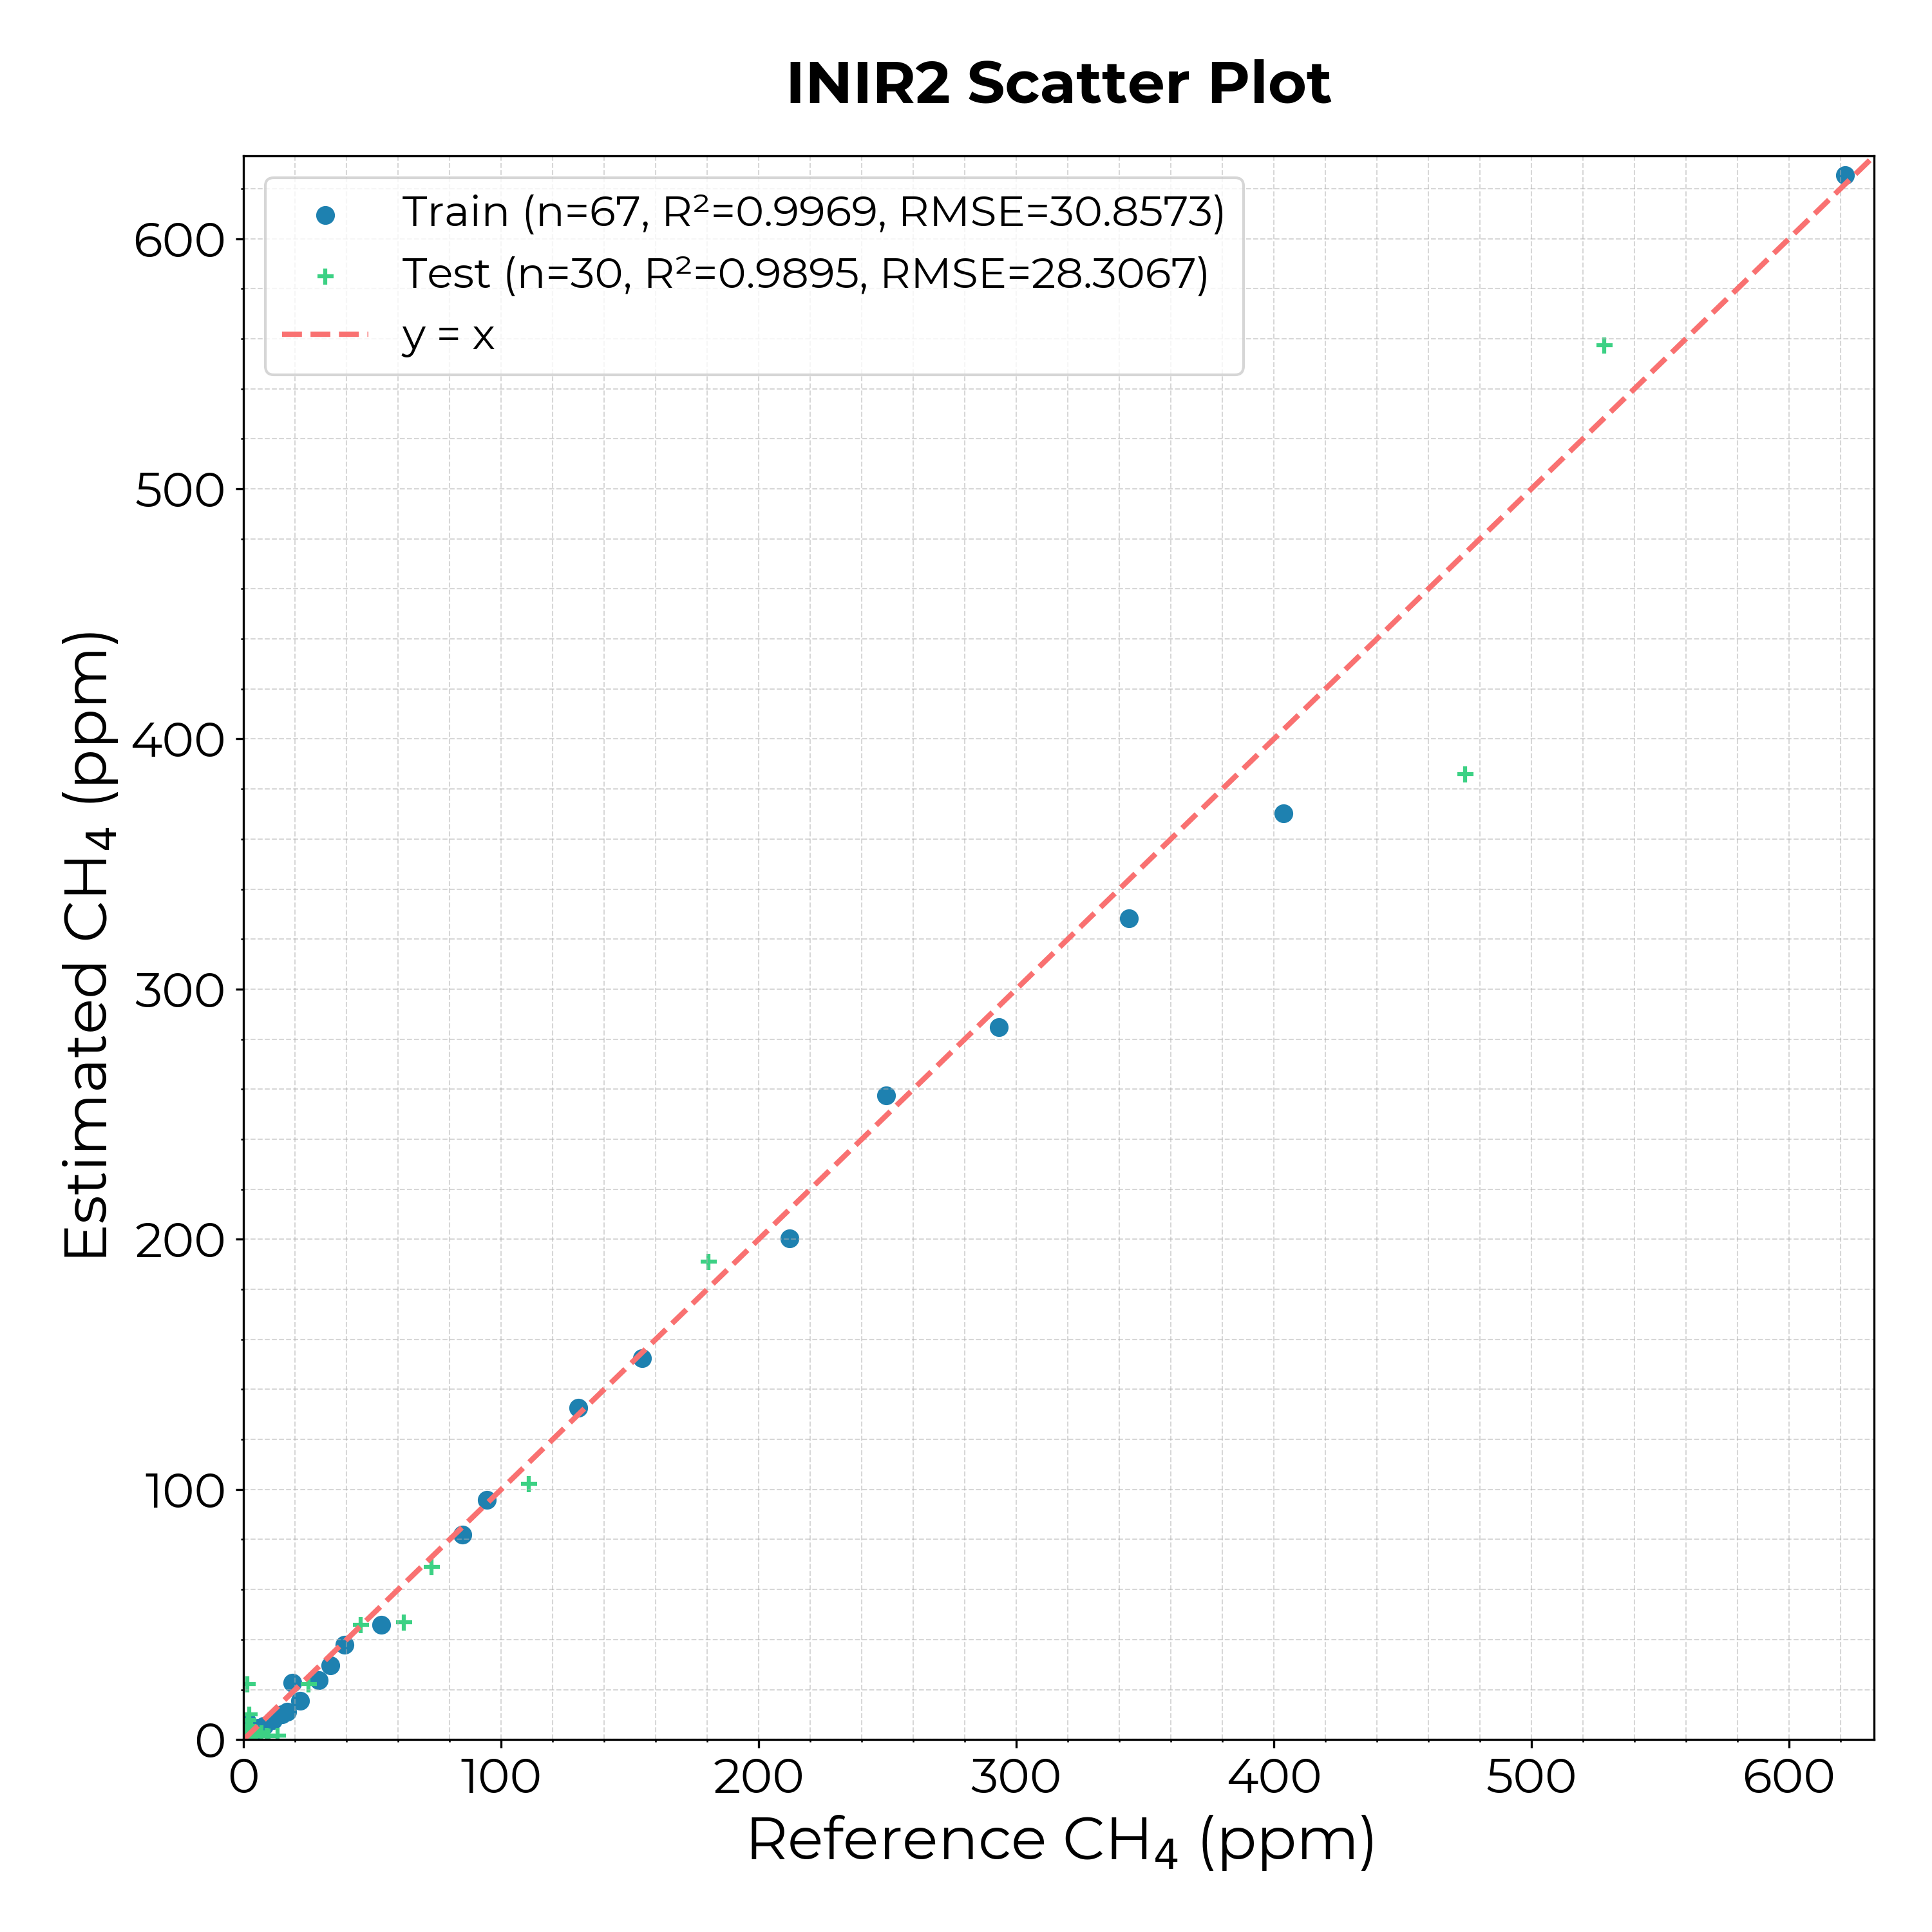 INIR2 Scatter Plot
Train (n=67, R²=0.9969, RMSE=30.8573)
Test (n=30, R²=0.9895, RMSE=28.3067)
y = x
Estimated CH₄ (ppm)
600
500
400
300
200
100
0
0 100 200 300 400 500 600
Reference CH₄ (ppm)